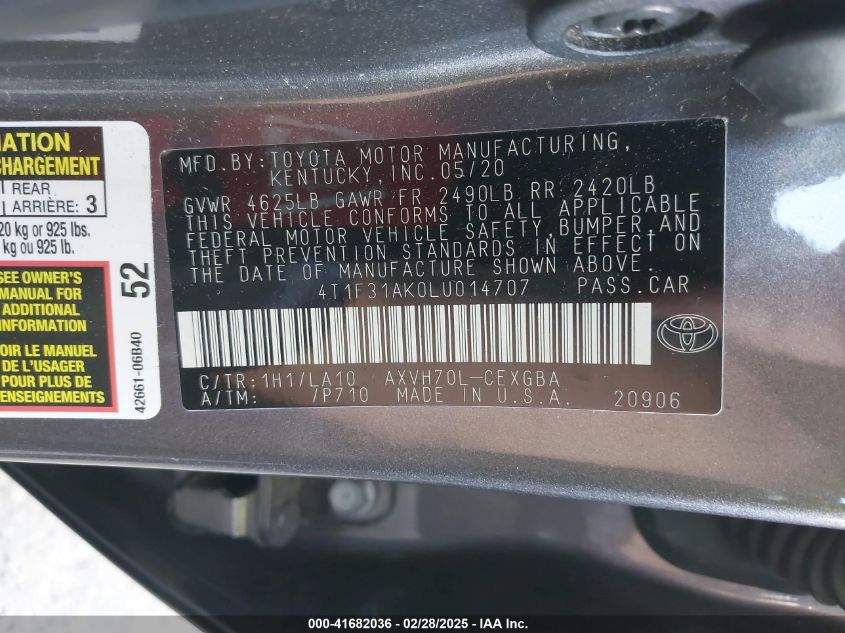 MATION
CHARGEMENT
REAR
ARRIÈRE: 3
20 kg or 925 lbs.
kg ou 925 lb.
SEE OWNER'S
MANUAL FOR
ADDITIONAL
INFORMATION
VOIR LE MANUEL
DE L'USAGER
POUR PLUS DE
RENSEIGNEMENTS
52
42661-06B40
MFD.BY:TOYOTA MOTOR MANUFACTURING,
KENTUCKY,INC.05/20
GVWR 4625LB GAWR FR 2490LB RR 2420LB
THIS VEHICLE CONFORMS TO ALL APPLICABLE
FEDERAL MOTOR VEHICLE SAFETY,BUMPER,AND
THEFT PREVENTION STANDARDS IN EFFECT ON
THE DATE OF MANUFACTURE SHOWN ABOVE.
4T1F31AK0LU014707 PASS.CAR
C/TR:1H1/LA10 AXVH70L-CEXGBA
A/TM: /P710 MADE IN U.S.A. 20906
000-41682036 - 02/28/2025 - IAAI.COM